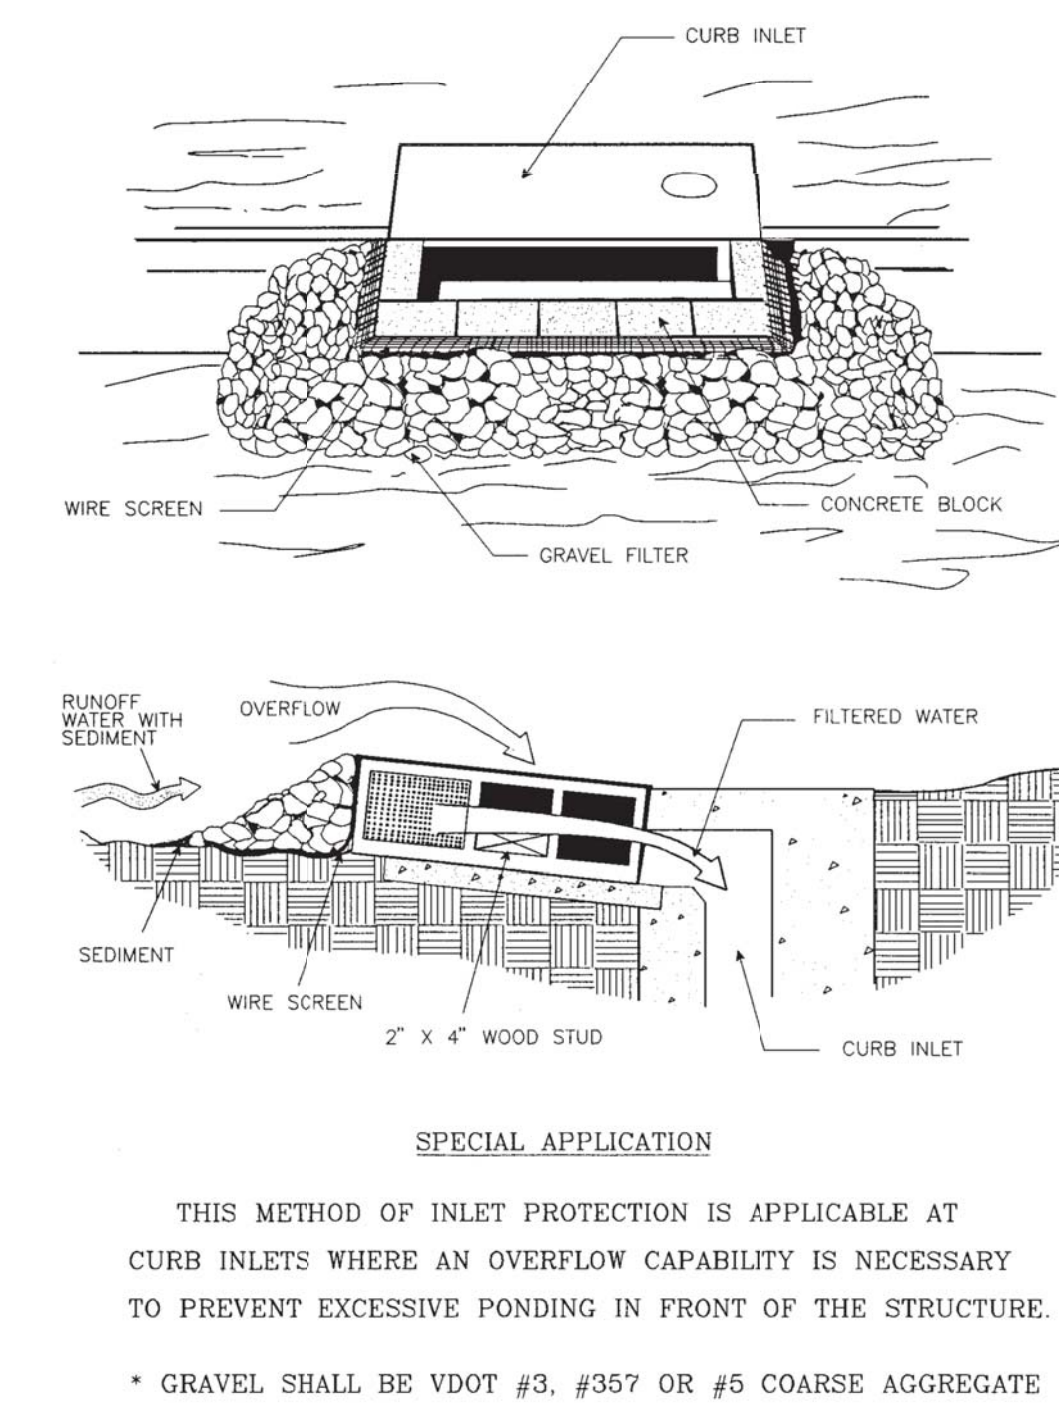 CURB INLET
WIRE SCREEN
CONCRETE BLOCK
GRAVEL FILTER
RUNOFF
WATER WITH
SEDIMENT
OVERFLOW
FILTERED WATER
SEDIMENT
WIRE SCREEN
2" X 4" WOOD STUD
CURB INLET
SPECIAL APPLICATION
THIS METHOD OF INLET PROTECTION IS APPLICABLE AT
CURB INLETS WHERE AN OVERFLOW CAPABILITY IS NECESSARY
TO PREVENT EXCESSIVE PONDING IN FRONT OF THE STRUCTURE.
* GRAVEL SHALL BE VDOT #3, #357 OR #5 COARSE AGGREGATE